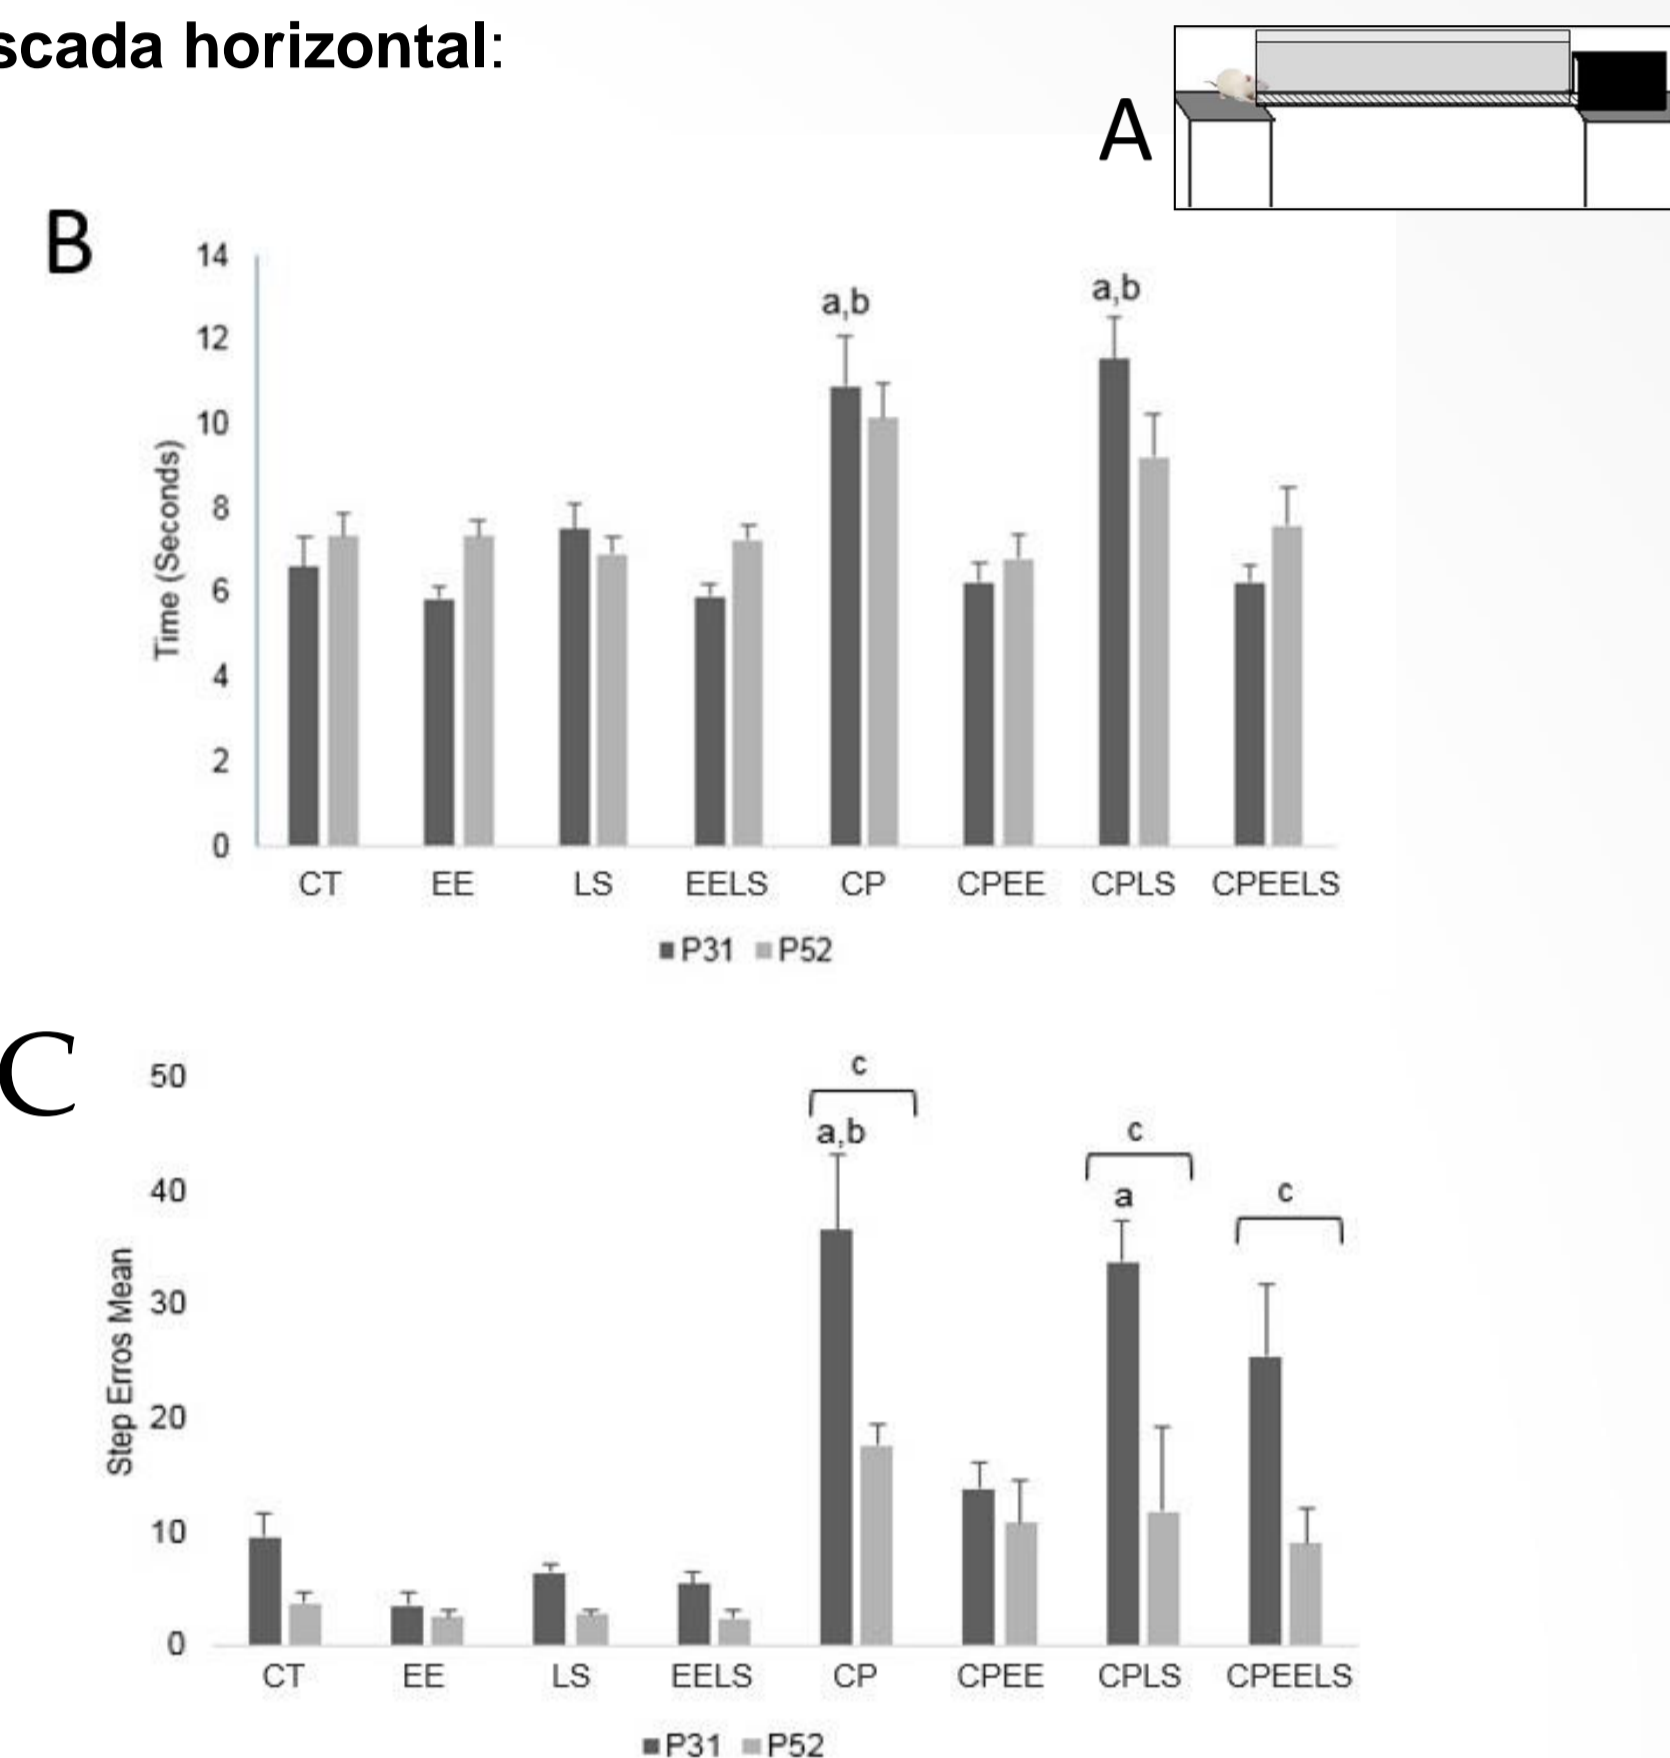 scada horizontal:
A
B
14
12
10
8
6
4
2
0
Time (Seconds)
a,b
a,b
CT EE LS EELS CP CPEE CPLS CPEELS
P31 P52
C
50
40
30
20
10
0
Step Erros Mean
c
a,b
c
a
c
CT EE LS EELS CP CPEE CPLS CPEELS
P31 P52